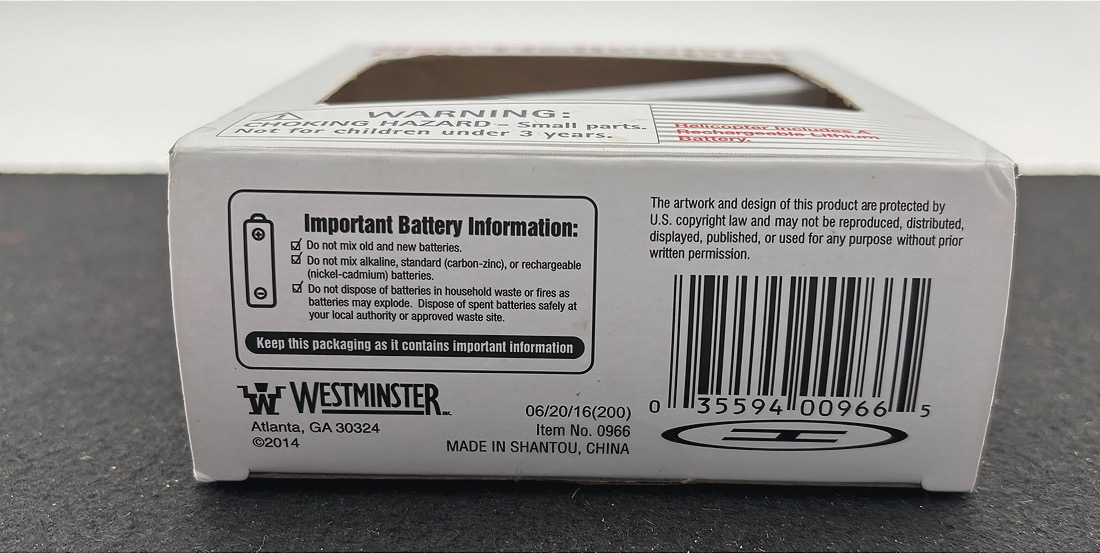 WARNING:
CHOKING HAZARD – Small parts.
Not for children under 3 years.
Helicopter Includes A
Rechargeable Lithium
Battery.
Important Battery Information:
Do not mix old and new batteries.
Do not mix alkaline, standard (carbon-zinc), or rechargeable
(nickel-cadmium) batteries.
Do not dispose of batteries in household waste or fires as
batteries may explode. Dispose of spent batteries safely at
your local authority or approved waste site.
Keep this packaging as it contains important information
WESTMINSTER INC.
Atlanta, GA 30324
©2014
06/20/16(200)
Item No. 0966
MADE IN SHANTOU, CHINA
The artwork and design of this product are protected by
U.S. copyright law and may not be reproduced, distributed,
displayed, published, or used for any purpose without prior
written permission.
0 35594 00966 5